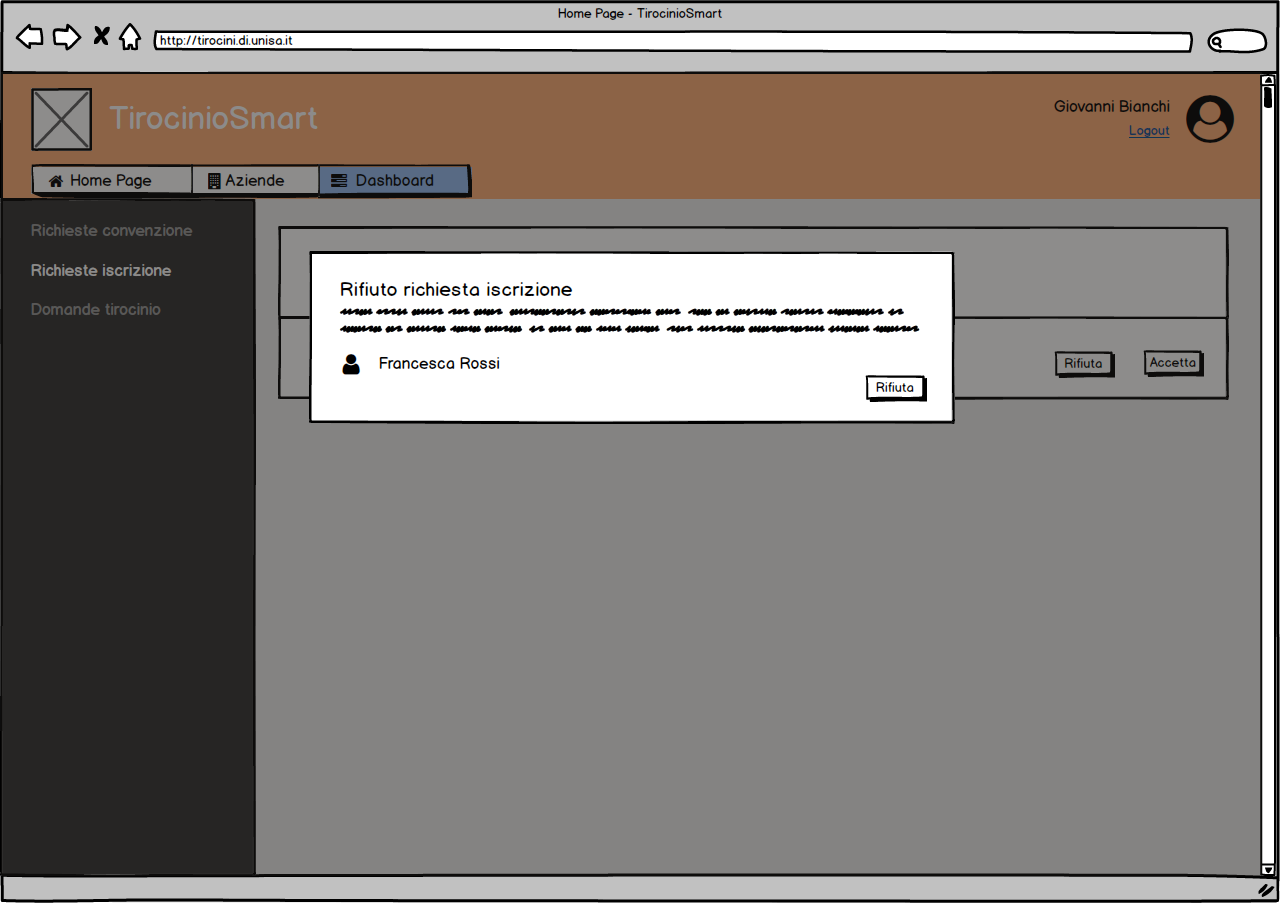 Home Page - TirocinioSmart
http://tirocini.di.unisa.it
TirocinioSmart
Giovanni Bianchi
Logout
Home Page
Aziende
Dashboard
Richieste convenzione
Richieste iscrizione
Domande tirocinio
Rifiuto richiesta iscrizione
Francesca Rossi
Rifiuta
Rifiuta
Accetta